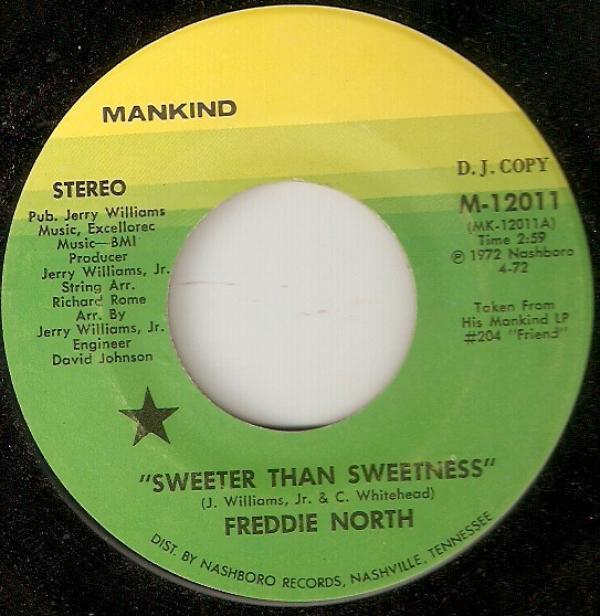 MANKIND
STEREO
Pub. Jerry Williams
Music, Excellorec
Music—BMI
Producer
Jerry Williams, Jr.
String Arr.
Richard Rome
Arr. By
Jerry Williams, Jr.
Engineer
David Johnson
D.J. COPY
M-12011
(MK-12011A)
Time 2:59
℗ 1972 Nashboro
4-72
Taken From
His Mankind LP
#204 "Friend"
"SWEETER THAN SWEETNESS"
(J. Williams, Jr. & C. Whitehead)
FREDDIE NORTH
DIST. BY NASHBORO RECORDS, NASHVILLE, TENNESSEE